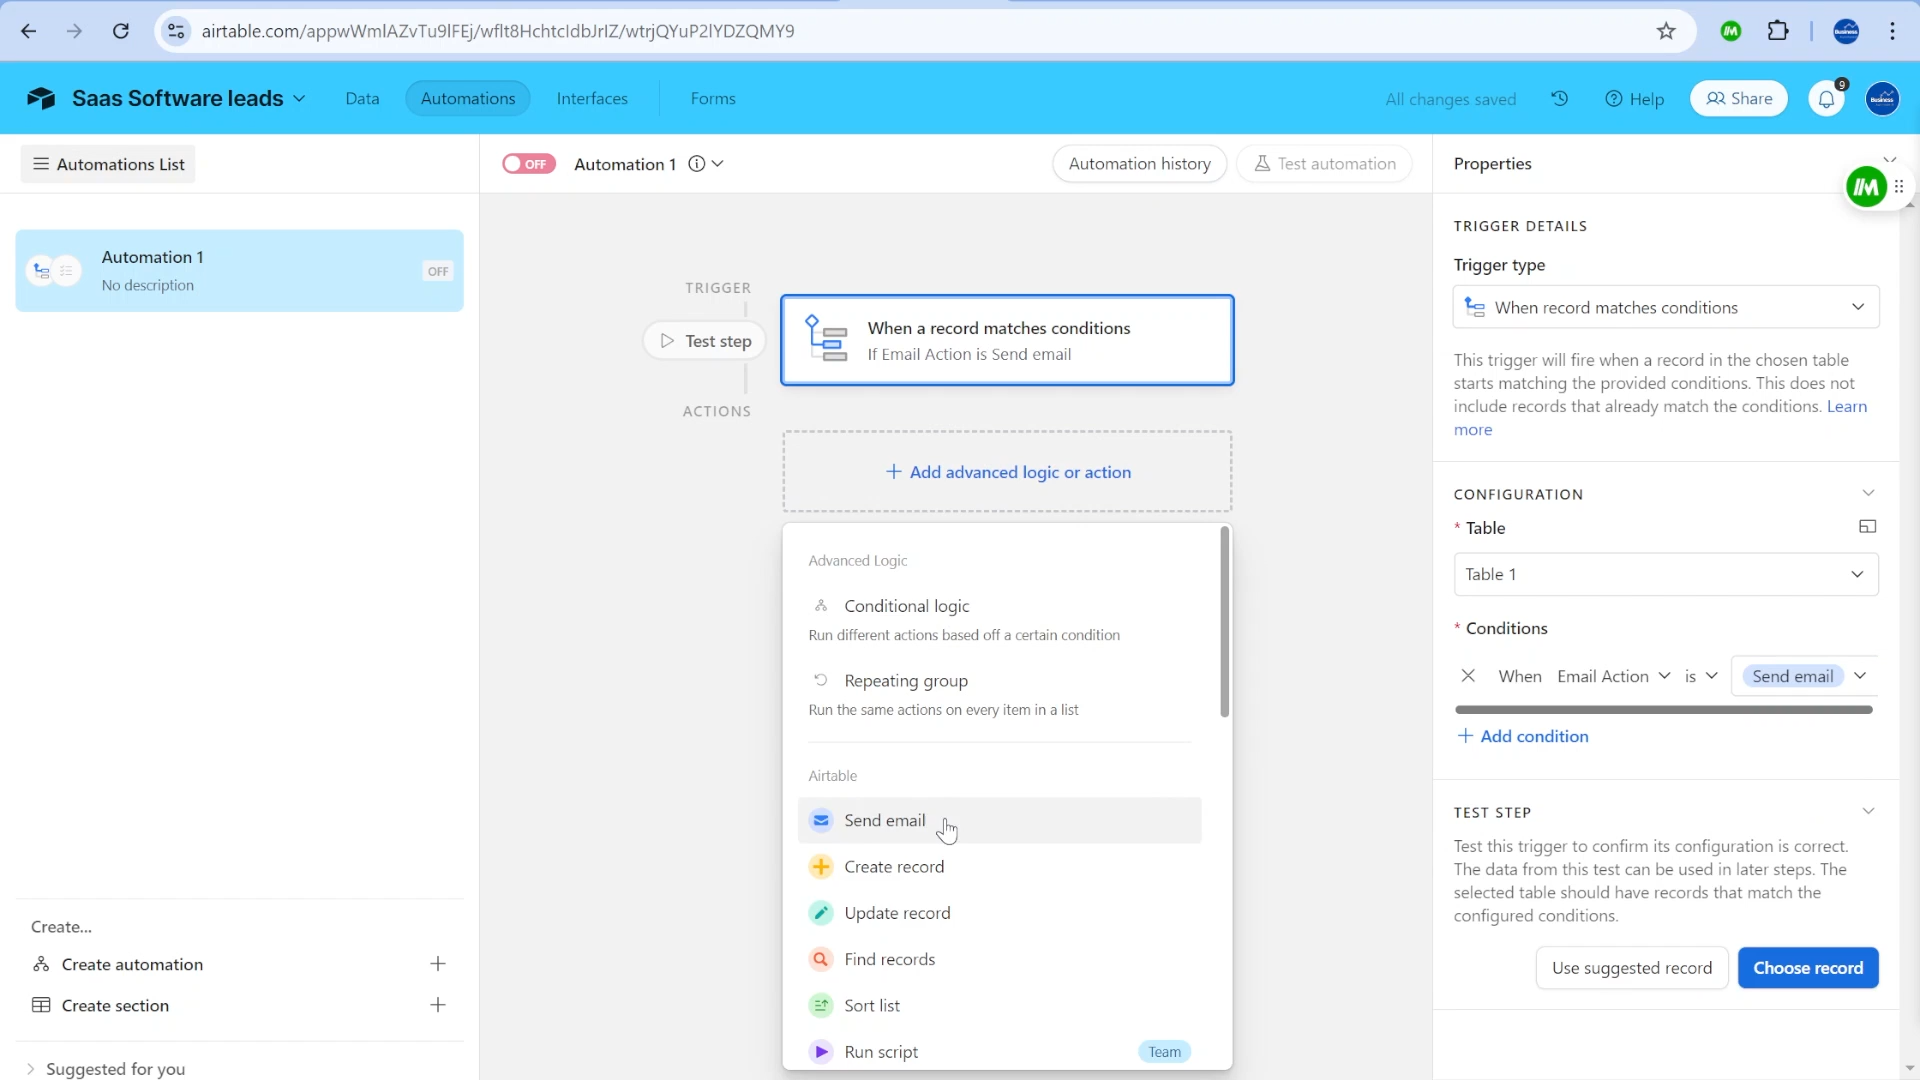 airtable.com/appwWmlAZvTu9lFEj/wflt8HchtcIdbJrIZ/wtrjQYuP2lYDZQMY9
Saas Software leads
Data
Automations
Interfaces
Forms
All changes saved
Help
Share
9
Automations List
OFF
Automation 1
Automation history
Test automation
Properties
Automation 1
No description
OFF
TRIGGER
Test step
ACTIONS
When a record matches conditions
If Email Action is Send email
Add advanced logic or action
Advanced Logic
Conditional logic
Run different actions based off a certain condition
Repeating group
Run the same actions on every item in a list
Airtable
Send email
Create record
Update record
Find records
Sort list
Run script
Team
TRIGGER DETAILS
Trigger type
When record matches conditions
This trigger will fire when a record in the chosen table
starts matching the provided conditions. This does not
include records that already match the conditions. Learn
more
CONFIGURATION
* Table
Table 1
* Conditions
When Email Action is Send email
Add condition
TEST STEP
Test this trigger to confirm its configuration is correct.
The data from this test can be used in later steps. The
selected table should have records that match the
configured conditions.
Use suggested record
Choose record
Create...
Create automation
Create section
Suggested for you